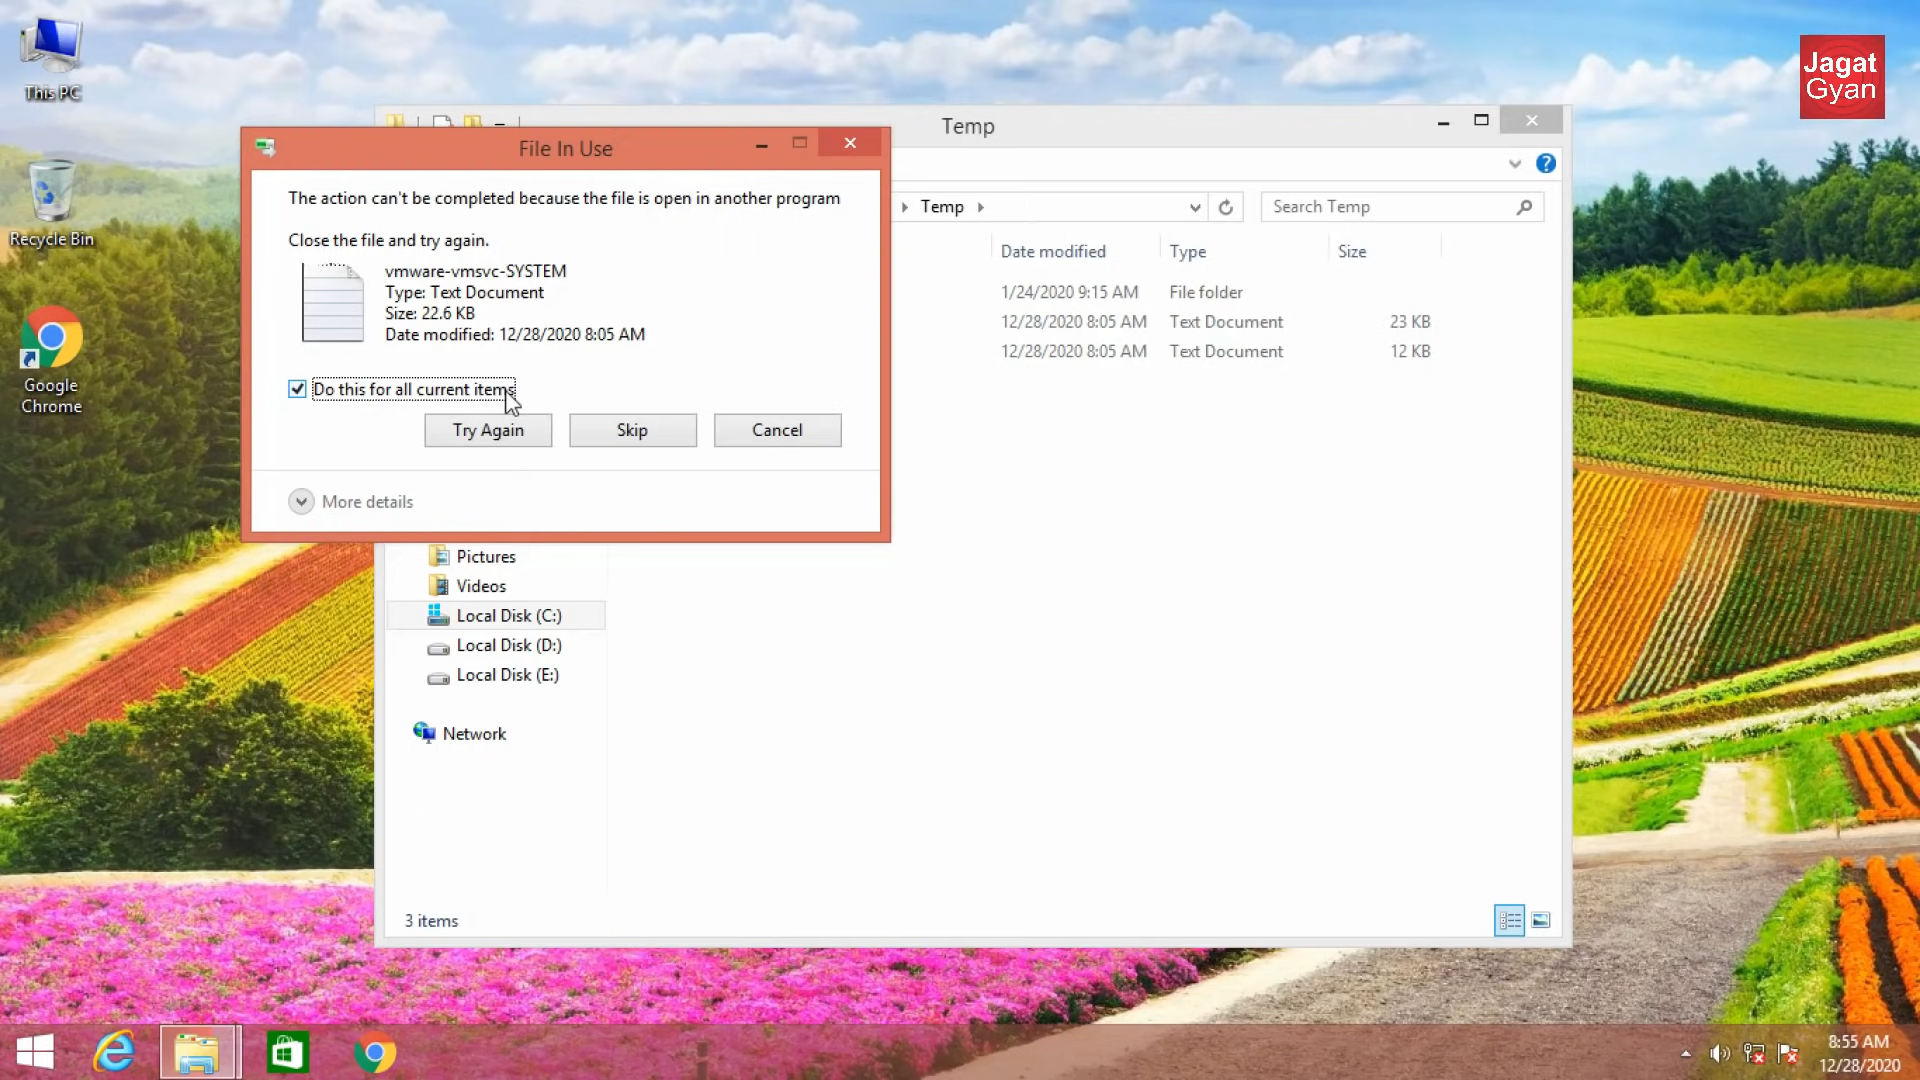 This PC
Recycle Bin
Google
Chrome
Jagat
Gyan
Temp
File In Use
The action can't be completed because the file is open in another program
Close the file and try again.
vmware-vmsvc-SYSTEM
Type: Text Document
Size: 22.6 KB
Date modified: 12/28/2020 8:05 AM
Do this for all current items
Try Again
Skip
Cancel
More details
Temp
Search Temp
Date modified
Type
Size
1/24/2020 9:15 AM
File folder
12/28/2020 8:05 AM
Text Document
23 KB
12/28/2020 8:05 AM
Text Document
12 KB
Pictures
Videos
Local Disk (C:)
Local Disk (D:)
Local Disk (E:)
Network
3 items
8:55 AM
12/28/2020